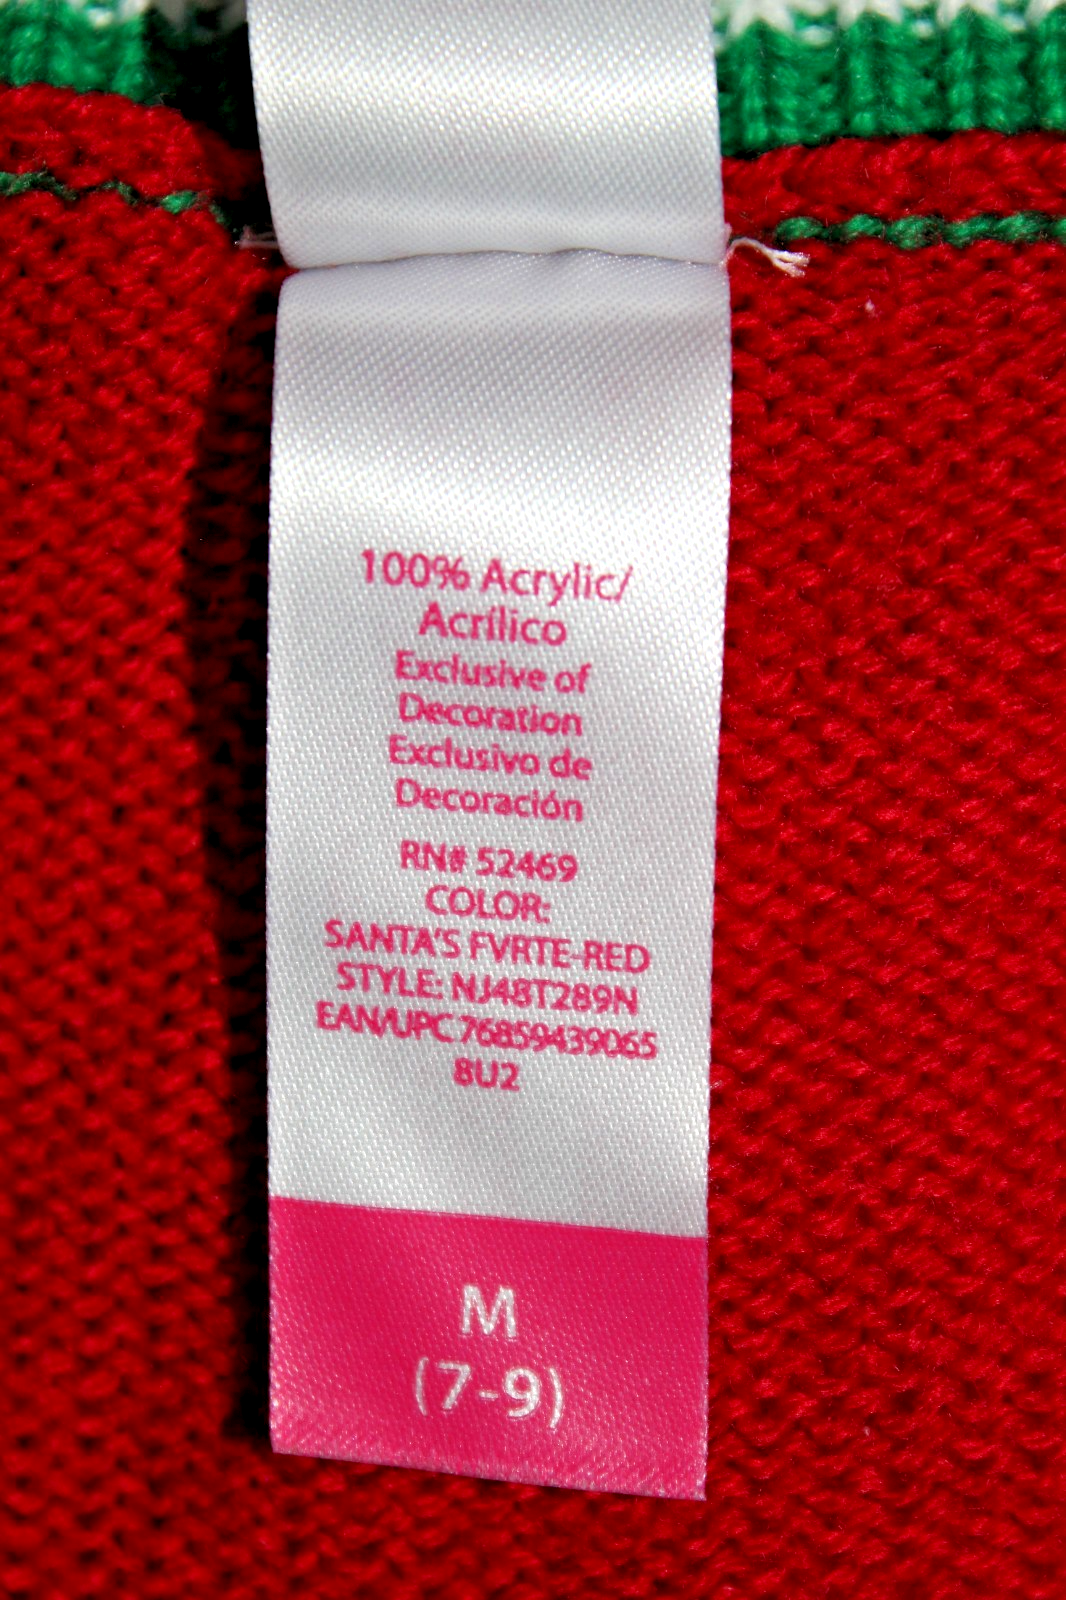 100% Acrylic/
Acrílico
Exclusive of
Decoration
Exclusivo de
Decoración
RN# 52469
COLOR:
SANTA'S FVRTE-RED
STYLE: NJ48T289N
EAN/UPC 76859439065
8U2
M
(7-9)